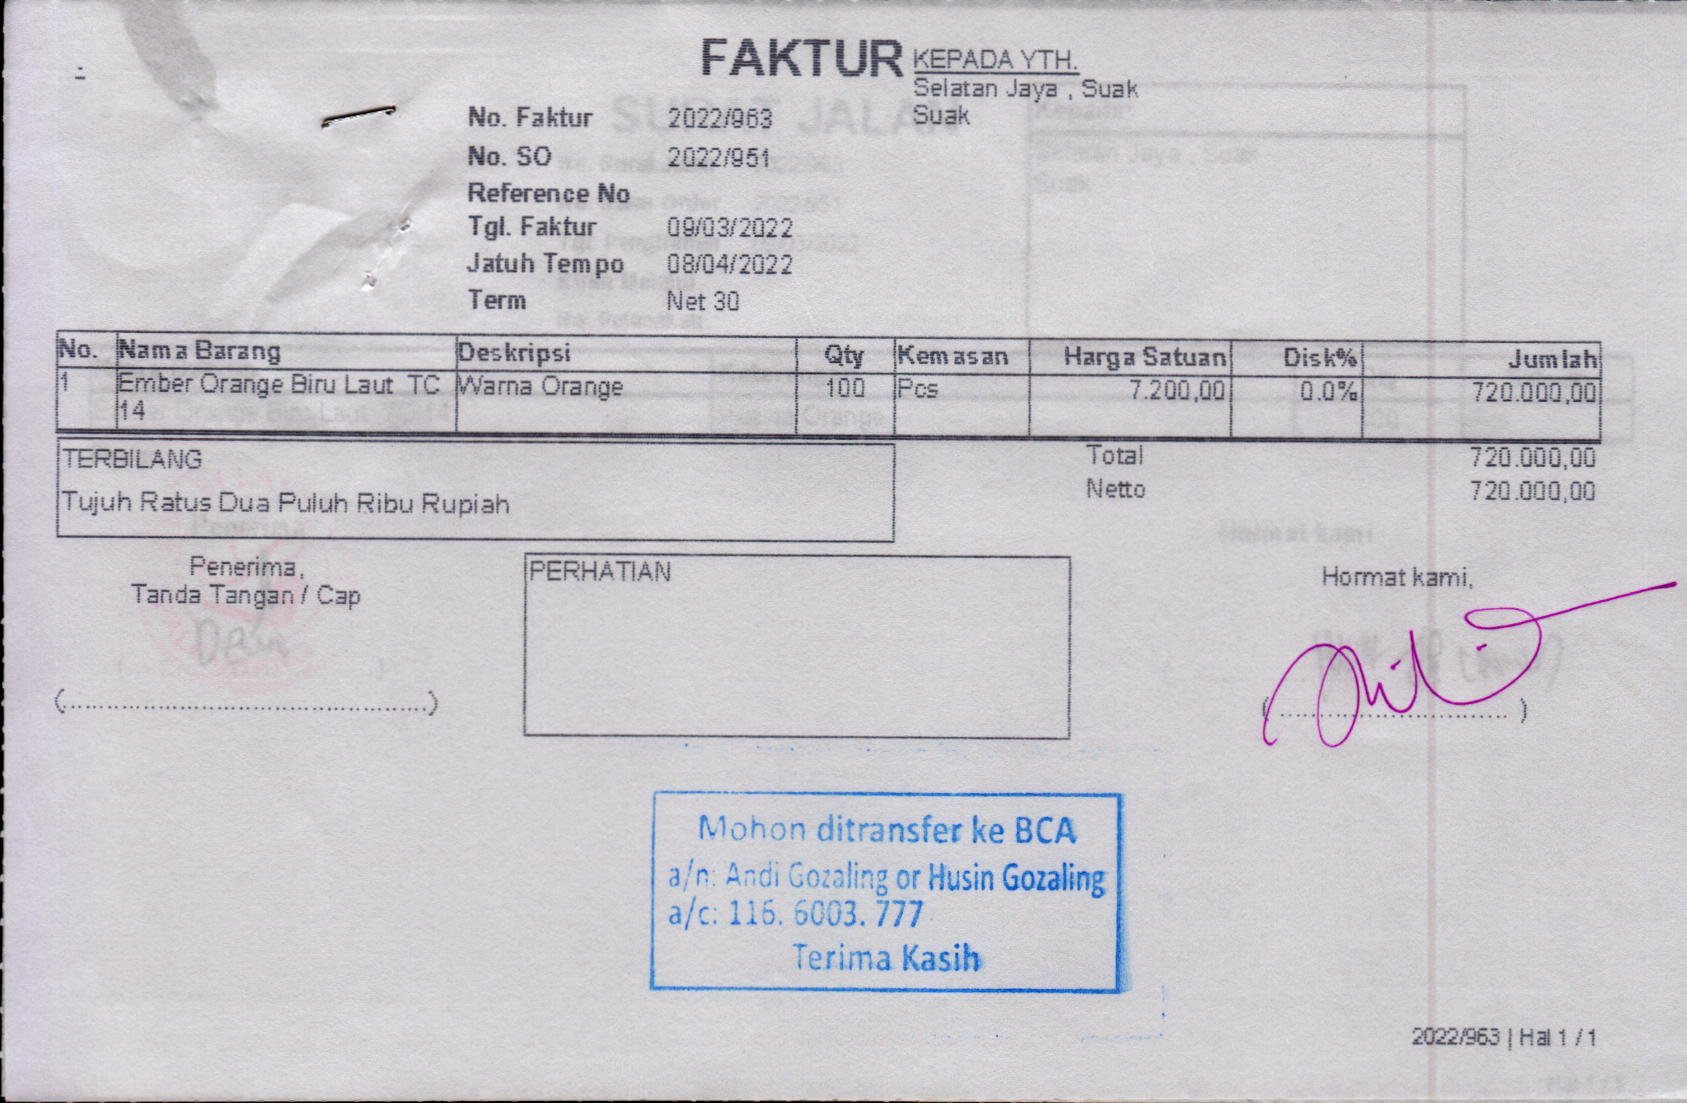 FAKTUR
KEPADA YTH.
Selatan Jaya , Suak
Suak
No. Faktur 2022/963
No. SO 2022/951
Reference No
Tgl. Faktur 09/03/2022
Jatuh Tempo 08/04/2022
Term Net 30
No. Nama Barang Deskripsi Qty Kemasan Harga Satuan Disk% Jumlah
1 Ember Orange Biru Laut TC Warna Orange 100 Pcs 7.200,00 0.0% 720.000,00
14
TERBILANG
Tujuh Ratus Dua Puluh Ribu Rupiah
Total 720.000,00
Netto 720.000,00
Penerima,
Tanda Tangan / Cap
(..............................................)
PERHATIAN
Hormat kami,
(..............................)
Mohon ditransfer ke BCA
a/n: Andi Gozaling or Husin Gozaling
a/c: 116. 6003. 777
Terima Kasih
2022/963 | Hal 1 / 1